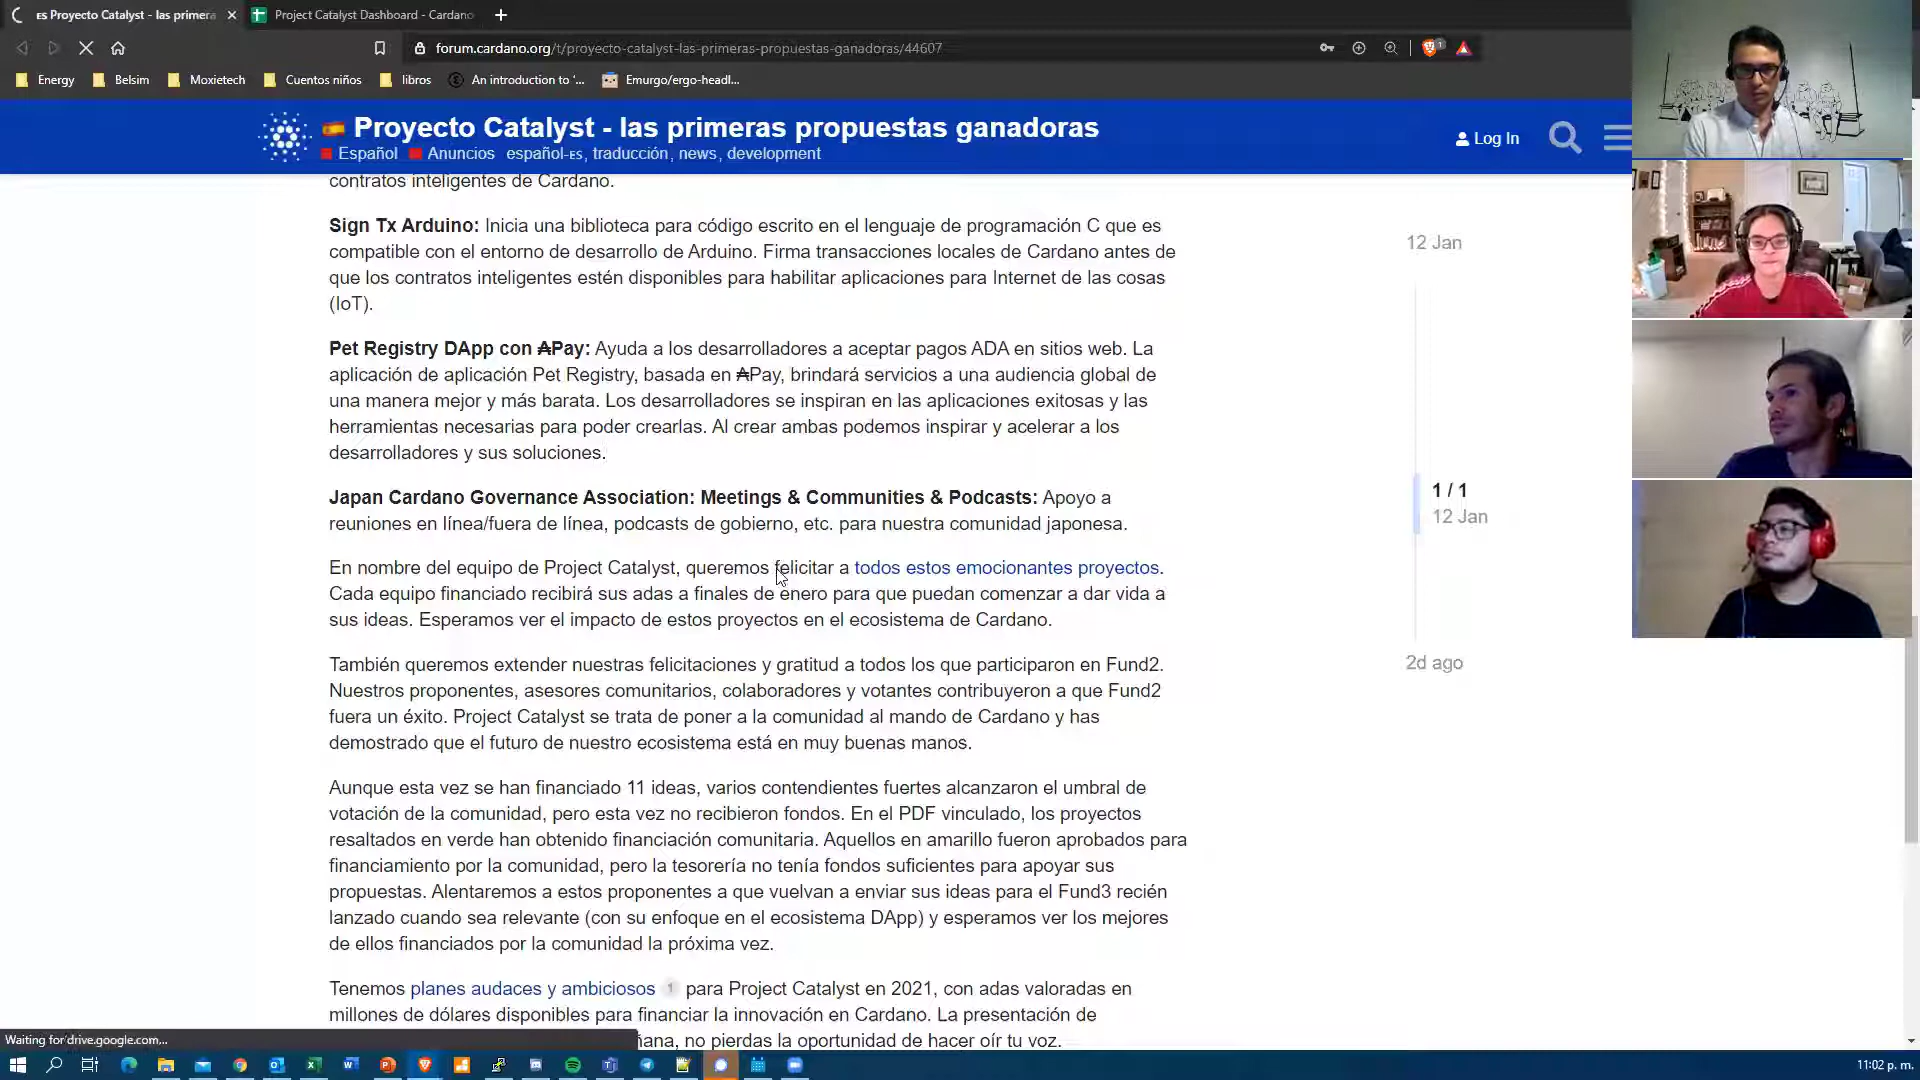 ES Proyecto Catalyst - las primera
Project Catalyst Dashboard - Cardano
forum.cardano.org/t/proyecto-catalyst-las-primeras-propuestas-ganadoras/44607
1
Energy
Belsim
Moxietech
Cuentos niños
libros
An introduction to '...
Emurgo/ergo-headl...
Proyecto Catalyst - las primeras propuestas ganadoras
Español Anuncios español-ES, traducción, news, development
Log In
contratos inteligentes de Cardano.
Sign Tx Arduino: Inicia una biblioteca para código escrito en el lenguaje de programación C que es
compatible con el entorno de desarrollo de Arduino. Firma transacciones locales de Cardano antes de
que los contratos inteligentes estén disponibles para habilitar aplicaciones para Internet de las cosas
(IoT).
Pet Registry DApp con ₳Pay: Ayuda a los desarrolladores a aceptar pagos ADA en sitios web. La
aplicación de aplicación Pet Registry, basada en ₳Pay, brindará servicios a una audiencia global de
una manera mejor y más barata. Los desarrolladores se inspiran en las aplicaciones exitosas y las
herramientas necesarias para poder crearlas. Al crear ambas podemos inspirar y acelerar a los
desarrolladores y sus soluciones.
Japan Cardano Governance Association: Meetings & Communities & Podcasts: Apoyo a
reuniones en línea/fuera de línea, podcasts de gobierno, etc. para nuestra comunidad japonesa.
En nombre del equipo de Project Catalyst, queremos felicitar a todos estos emocionantes proyectos.
Cada equipo financiado recibirá sus adas a finales de enero para que puedan comenzar a dar vida a
sus ideas. Esperamos ver el impacto de estos proyectos en el ecosistema de Cardano.
También queremos extender nuestras felicitaciones y gratitud a todos los que participaron en Fund2.
Nuestros proponentes, asesores comunitarios, colaboradores y votantes contribuyeron a que Fund2
fuera un éxito. Project Catalyst se trata de poner a la comunidad al mando de Cardano y has
demostrado que el futuro de nuestro ecosistema está en muy buenas manos.
Aunque esta vez se han financiado 11 ideas, varios contendientes fuertes alcanzaron el umbral de
votación de la comunidad, pero esta vez no recibieron fondos. En el PDF vinculado, los proyectos
resaltados en verde han obtenido financiación comunitaria. Aquellos en amarillo fueron aprobados para
financiamiento por la comunidad, pero la tesorería no tenía fondos suficientes para apoyar sus
propuestas. Alentaremos a estos proponentes a que vuelvan a enviar sus ideas para el Fund3 recién
lanzado cuando sea relevante (con su enfoque en el ecosistema DApp) y esperamos ver los mejores
de ellos financiados por la comunidad la próxima vez.
Tenemos planes audaces y ambiciosos 1 para Project Catalyst en 2021, con adas valoradas en
millones de dólares disponibles para financiar la innovación en Cardano. La presentación de
ñana, no pierdas la oportunidad de hacer oír tu voz.
12 Jan
1 / 1
12 Jan
2d ago
Waiting for drive.google.com...
11:02 p. m.